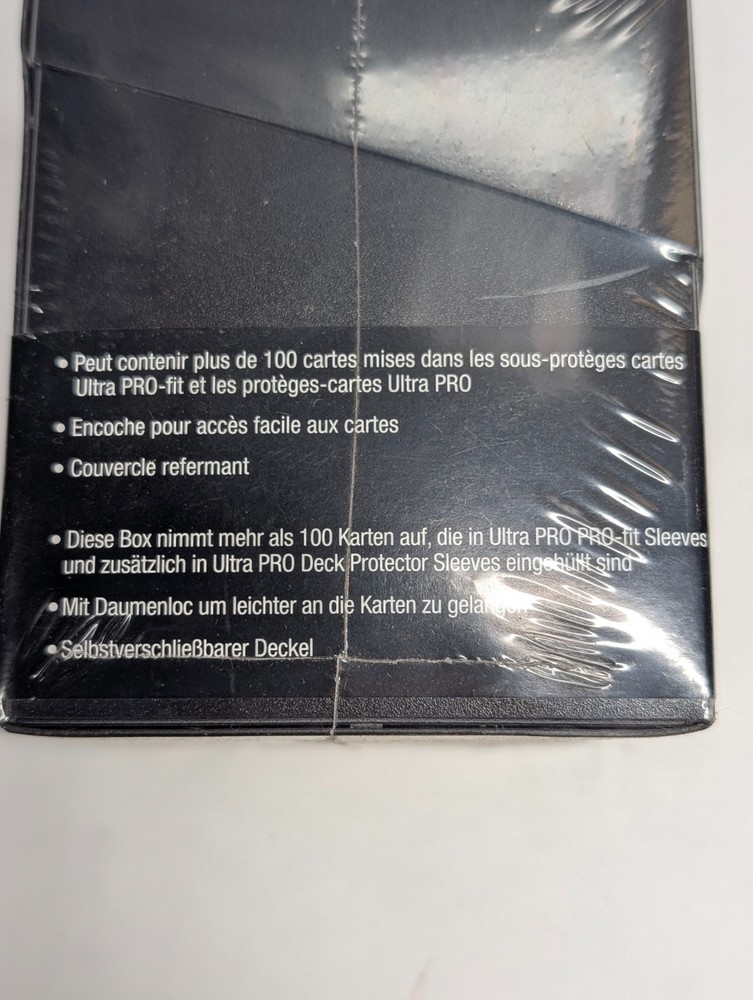 • Peut contenir plus de 100 cartes mises dans les sous-protèges cartes
Ultra PRO-fit et les protèges-cartes Ultra PRO
• Encoche pour accès facile aux cartes
• Couvercle refermant
• Diese Box nimmt mehr als 100 Karten auf, die in Ultra PRO PRO-fit Sleeves
und zusätzlich in Ultra PRO Deck Protector Sleeves eingehüllt sind
• Mit Daumenloc um leichter an die Karten zu gelangen
• Selbstverschließbarer Deckel